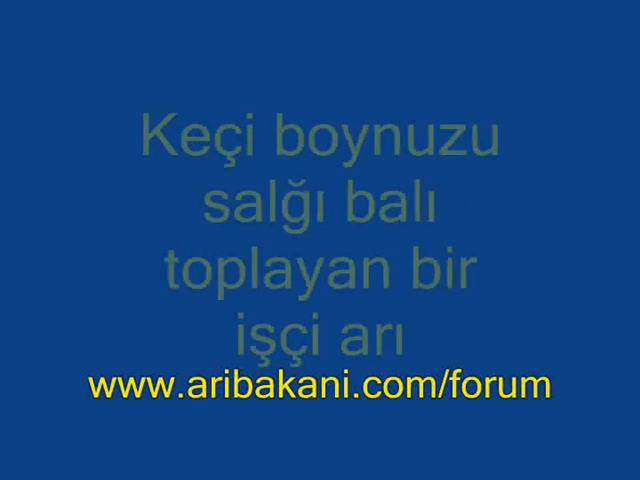 Keçi boynuzu
salğı balı
toplayan bir
işçi arı
www.aribakani.com/forum